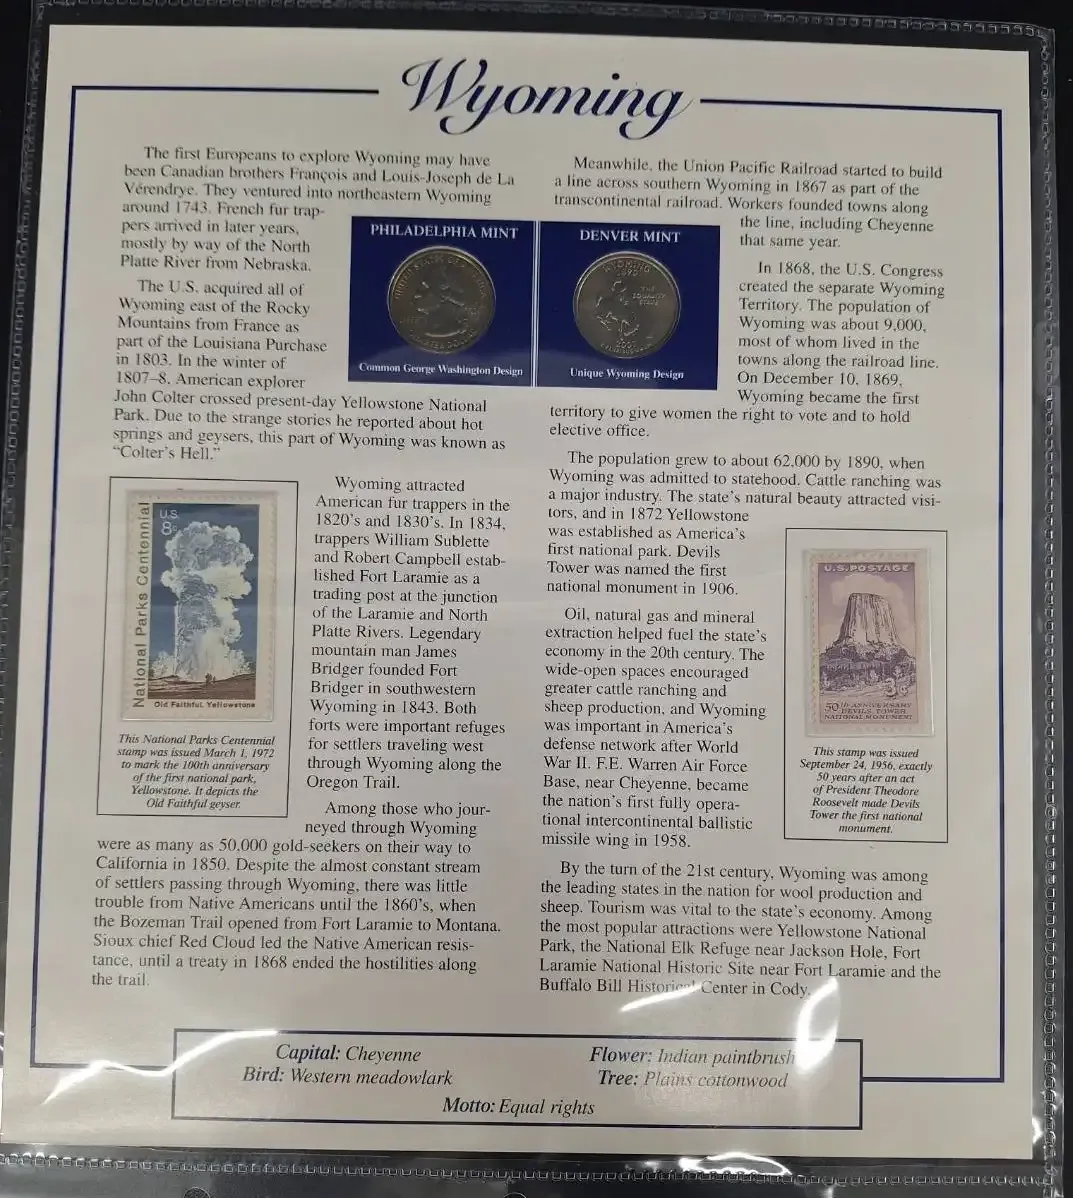 Wyoming
The first Europeans to explore Wyoming may have
been Canadian brothers François and Louis-Joseph de La
Vérendrye. They ventured into northeastern Wyoming
around 1743. French fur trap-
pers arrived in later years,
mostly by way of the North
Platte River from Nebraska.
The U.S. acquired all of
Wyoming east of the Rocky
Mountains from France as
part of the Louisiana Purchase
in 1803. In the winter of
1807–8, American explorer
John Colter crossed present-day Yellowstone National
Park. Due to the strange stories he reported about hot
springs and geysers, this part of Wyoming was known as
"Colter's Hell."
PHILADELPHIA MINT
QUARTER DOLLAR
Common George Washington Design
DENVER MINT
WYOMING
1890
THE
EQUALITY
STATE
2007
Unique Wyoming Design
National Parks Centennial
U.S.
8c
Old Faithful, Yellowstone
This National Parks Centennial
stamp was issued March 1, 1972
to mark the 100th anniversary
of the first national park,
Yellowstone. It depicts the
Old Faithful geyser.
Wyoming attracted
American fur trappers in the
1820's and 1830's. In 1834,
trappers William Sublette
and Robert Campbell estab-
lished Fort Laramie as a
trading post at the junction
of the Laramie and North
Platte Rivers. Legendary
mountain man James
Bridger founded Fort
Bridger in southwestern
Wyoming in 1843. Both
forts were important refuges
for settlers traveling west
through Wyoming along the
Oregon Trail.
Among those who jour-
neyed through Wyoming
were as many as 50,000 gold-seekers on their way to
California in 1850. Despite the almost constant stream
of settlers passing through Wyoming, there was little
trouble from Native Americans until the 1860's, when
the Bozeman Trail opened from Fort Laramie to Montana.
Sioux chief Red Cloud led the Native American resis-
tance, until a treaty in 1868 ended the hostilities along
the trail.
Meanwhile, the Union Pacific Railroad started to build
a line across southern Wyoming in 1867 as part of the
transcontinental railroad. Workers founded towns along
the line, including Cheyenne
that same year.
In 1868, the U.S. Congress
created the separate Wyoming
Territory. The population of
Wyoming was about 9,000,
most of whom lived in the
towns along the railroad line.
On December 10, 1869,
Wyoming became the first
territory to give women the right to vote and to hold
elective office.
The population grew to about 62,000 by 1890, when
Wyoming was admitted to statehood. Cattle ranching was
a major industry. The state's natural beauty attracted visi-
tors, and in 1872 Yellowstone
was established as America's
first national park. Devils
Tower was named the first
national monument in 1906.
Oil, natural gas and mineral
extraction helped fuel the state's
economy in the 20th century. The
wide-open spaces encouraged
greater cattle ranching and
sheep production, and Wyoming
was important in America's
defense network after World
War II. F.E. Warren Air Force
Base, near Cheyenne, became
the nation's first fully opera-
tional intercontinental ballistic
missile wing in 1958.
U.S. POSTAGE
3c
50TH ANNIVERSARY
DEVILS TOWER
NATIONAL MONUMENT
This stamp was issued
September 24, 1956, exactly
50 years after an act
of President Theodore
Roosevelt made Devils
Tower the first national
monument.
By the turn of the 21st century, Wyoming was among
the leading states in the nation for wool production and
sheep. Tourism was vital to the state's economy. Among
the most popular attractions were Yellowstone National
Park, the National Elk Refuge near Jackson Hole, Fort
Laramie National Historic Site near Fort Laramie and the
Buffalo Bill Historical Center in Cody.
Capital: Cheyenne
Bird: Western meadowlark
Flower: Indian paintbrush
Tree: Plains cottonwood
Motto: Equal rights